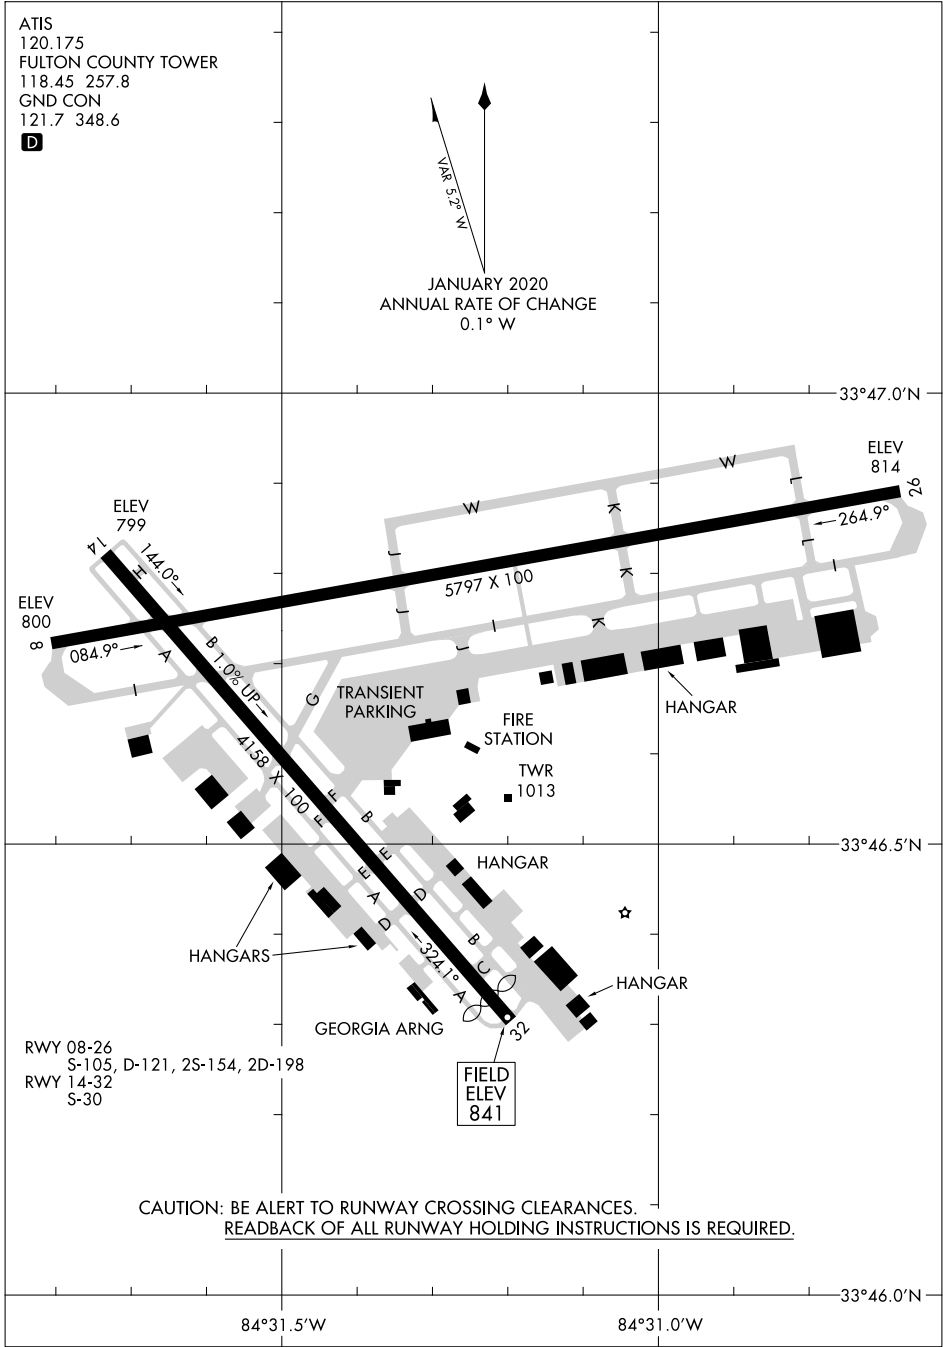 ATIS
120.175
FULTON COUNTY TOWER
118.45 257.8
GND CON
121.7 348.6
D
VAR 5.2° W
JANUARY 2020
ANNUAL RATE OF CHANGE
0.1° W
33°47.0'N
ELEV
814
26
264.9°
W
W
L
L
K
K
J
J
5797 X 100
I
I
K
J
ELEV
799
14
144.0°
H
ELEV
800
8
084.9°
A
B
1.0% UP
I
G
TRANSIENT
PARKING
HANGAR
FIRE
STATION
4158 X 100
TWR
1013
F
F
B
33°46.5'N
E
E
HANGAR
D
A
D
B
C
324.1°
A
HANGARS
HANGAR
GEORGIA ARNG
32
RWY 08-26
S-105, D-121, 2S-154, 2D-198
RWY 14-32
S-30
FIELD
ELEV
841
CAUTION: BE ALERT TO RUNWAY CROSSING CLEARANCES.
READBACK OF ALL RUNWAY HOLDING INSTRUCTIONS IS REQUIRED.
33°46.0'N
84°31.5'W
84°31.0'W